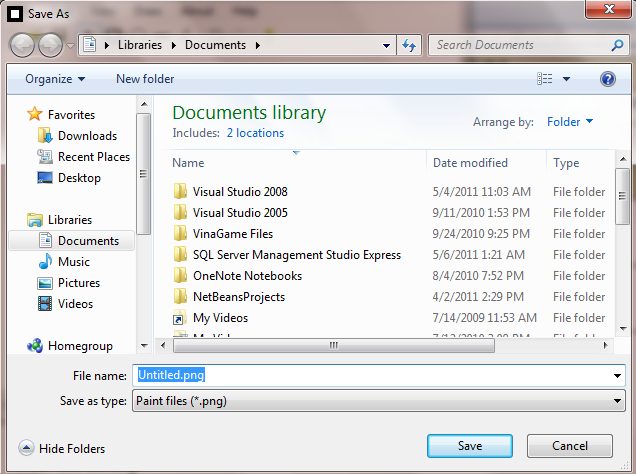 Save As
Libraries Documents
Search Documents
Organize New folder
Favorites
Downloads
Recent Places
Desktop
Libraries
Documents
Music
Pictures
Videos
Homegroup
Documents library
Includes: 2 locations
Arrange by: Folder
Name Date modified Type
Visual Studio 2008 5/4/2011 11:03 AM File folder
Visual Studio 2005 9/11/2010 1:53 PM File folder
VinaGame Files 9/24/2010 9:25 PM File folder
SQL Server Management Studio Express 5/6/2011 1:21 AM File folder
OneNote Notebooks 8/4/2010 7:52 PM File folder
NetBeansProjects 4/2/2011 2:29 PM File folder
My Videos 7/14/2009 11:53 AM File folder
File name: Untitled.png
Save as type: Paint files (*.png)
Hide Folders Save Cancel